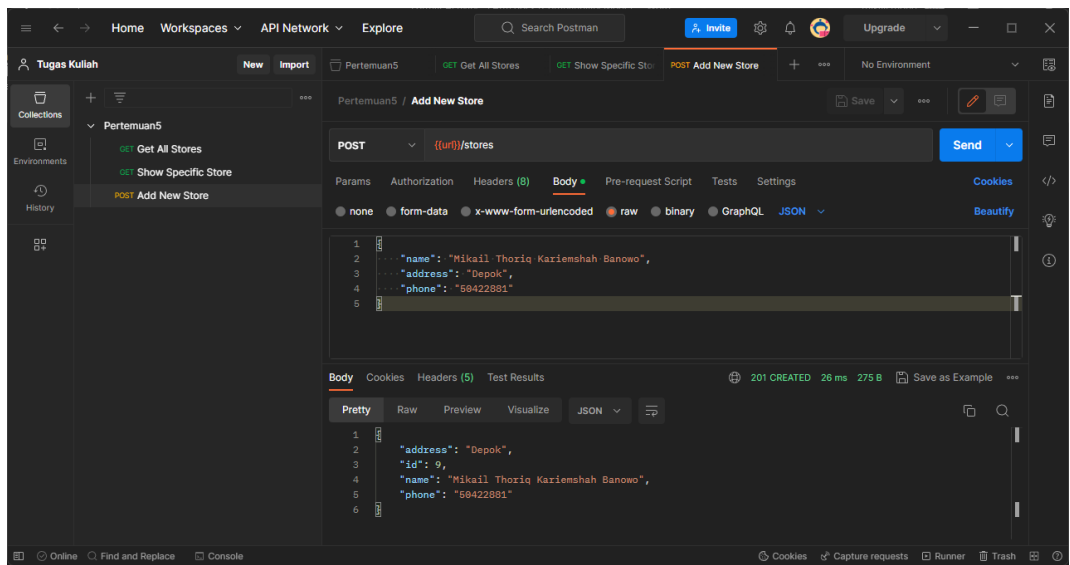 Home Workspaces API Network Explore Search Postman Invite Upgrade
Tugas Kuliah New Import Pertemuan5 GET Get All Stores GET Show Specific Sto POST Add New Store No Environment
Collections
Environments
History
Pertemuan5
GET Get All Stores
GET Show Specific Store
POST Add New Store
Pertemuan5 / Add New Store Save
POST {{url}}/stores Send
Params Authorization Headers (8) Body Pre-request Script Tests Settings Cookies
none form-data x-www-form-urlencoded raw binary GraphQL JSON Beautify
1 {
2 "name": "Mikail Thoriq Kariemshah Banowo",
3 "address": "Depok",
4 "phone": "50422881"
5 }
Body Cookies Headers (5) Test Results 201 CREATED 26 ms 275 B Save as Example
Pretty Raw Preview Visualize JSON
1 {
2 "address": "Depok",
3 "id": 9,
4 "name": "Mikail Thoriq Kariemshah Banowo",
5 "phone": "50422881"
6 }
Online Find and Replace Console Cookies Capture requests Runner Trash